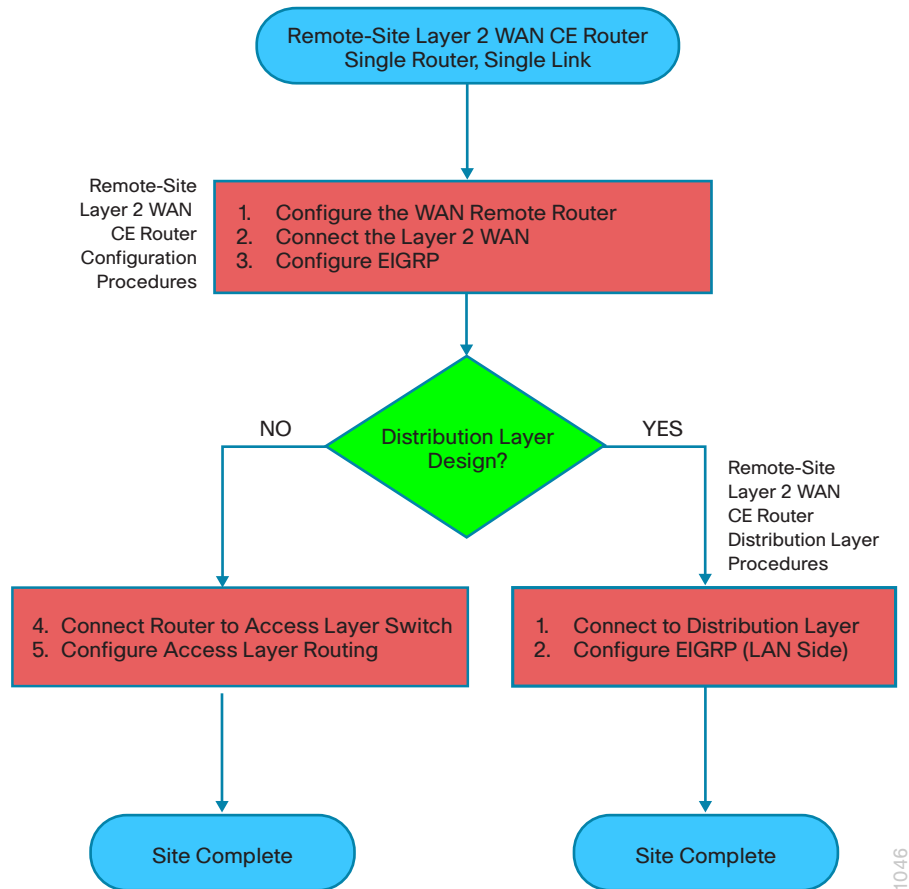 Remote-Site Layer 2 WAN CE Router
Single Router, Single Link
Remote-Site
Layer 2 WAN
CE Router
Configuration
Procedures
1. Configure the WAN Remote Router
2. Connect the Layer 2 WAN
3. Configure EIGRP
Distribution Layer
Design?
NO
YES
Remote-Site
Layer 2 WAN
CE Router
Distribution Layer
Procedures
4. Connect Router to Access Layer Switch
5. Configure Access Layer Routing
1. Connect to Distribution Layer
2. Configure EIGRP (LAN Side)
Site Complete
Site Complete